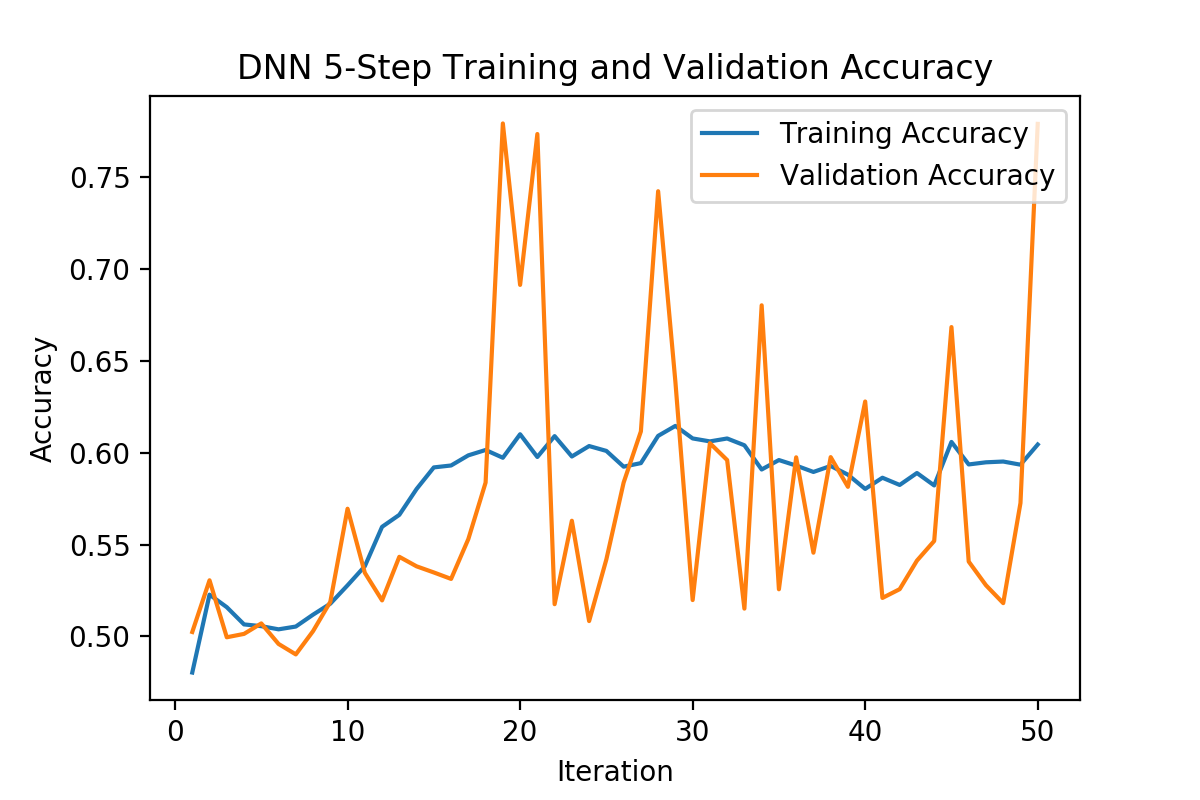 DNN 5-Step Training and Validation Accuracy
Training Accuracy
Validation Accuracy
0.75
0.70
0.65
0.60
0.55
0.50
Accuracy
0 10 20 30 40 50
Iteration